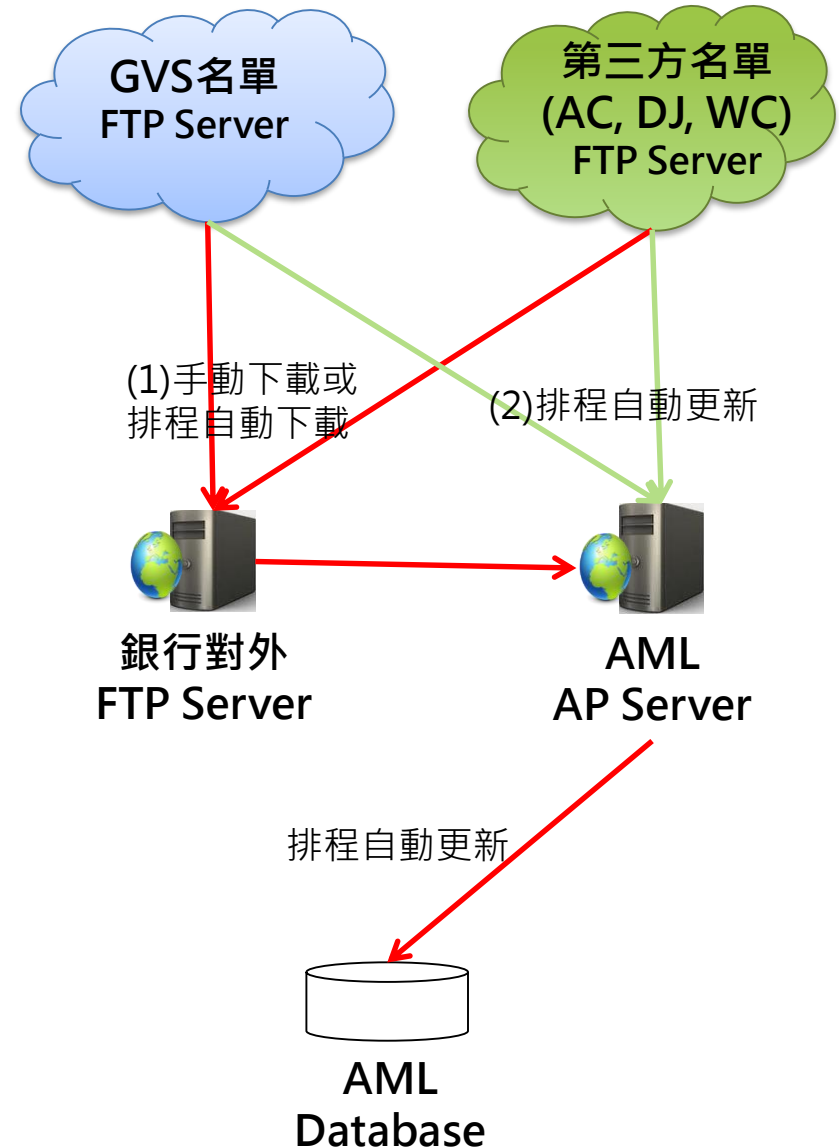 GVS名單
FTP Server
第三方名單
(AC, DJ, WC)
FTP Server
(1)手動下載或
排程自動下載
(2)排程自動更新
銀行對外
FTP Server
AML
AP Server
排程自動更新
AML
Database